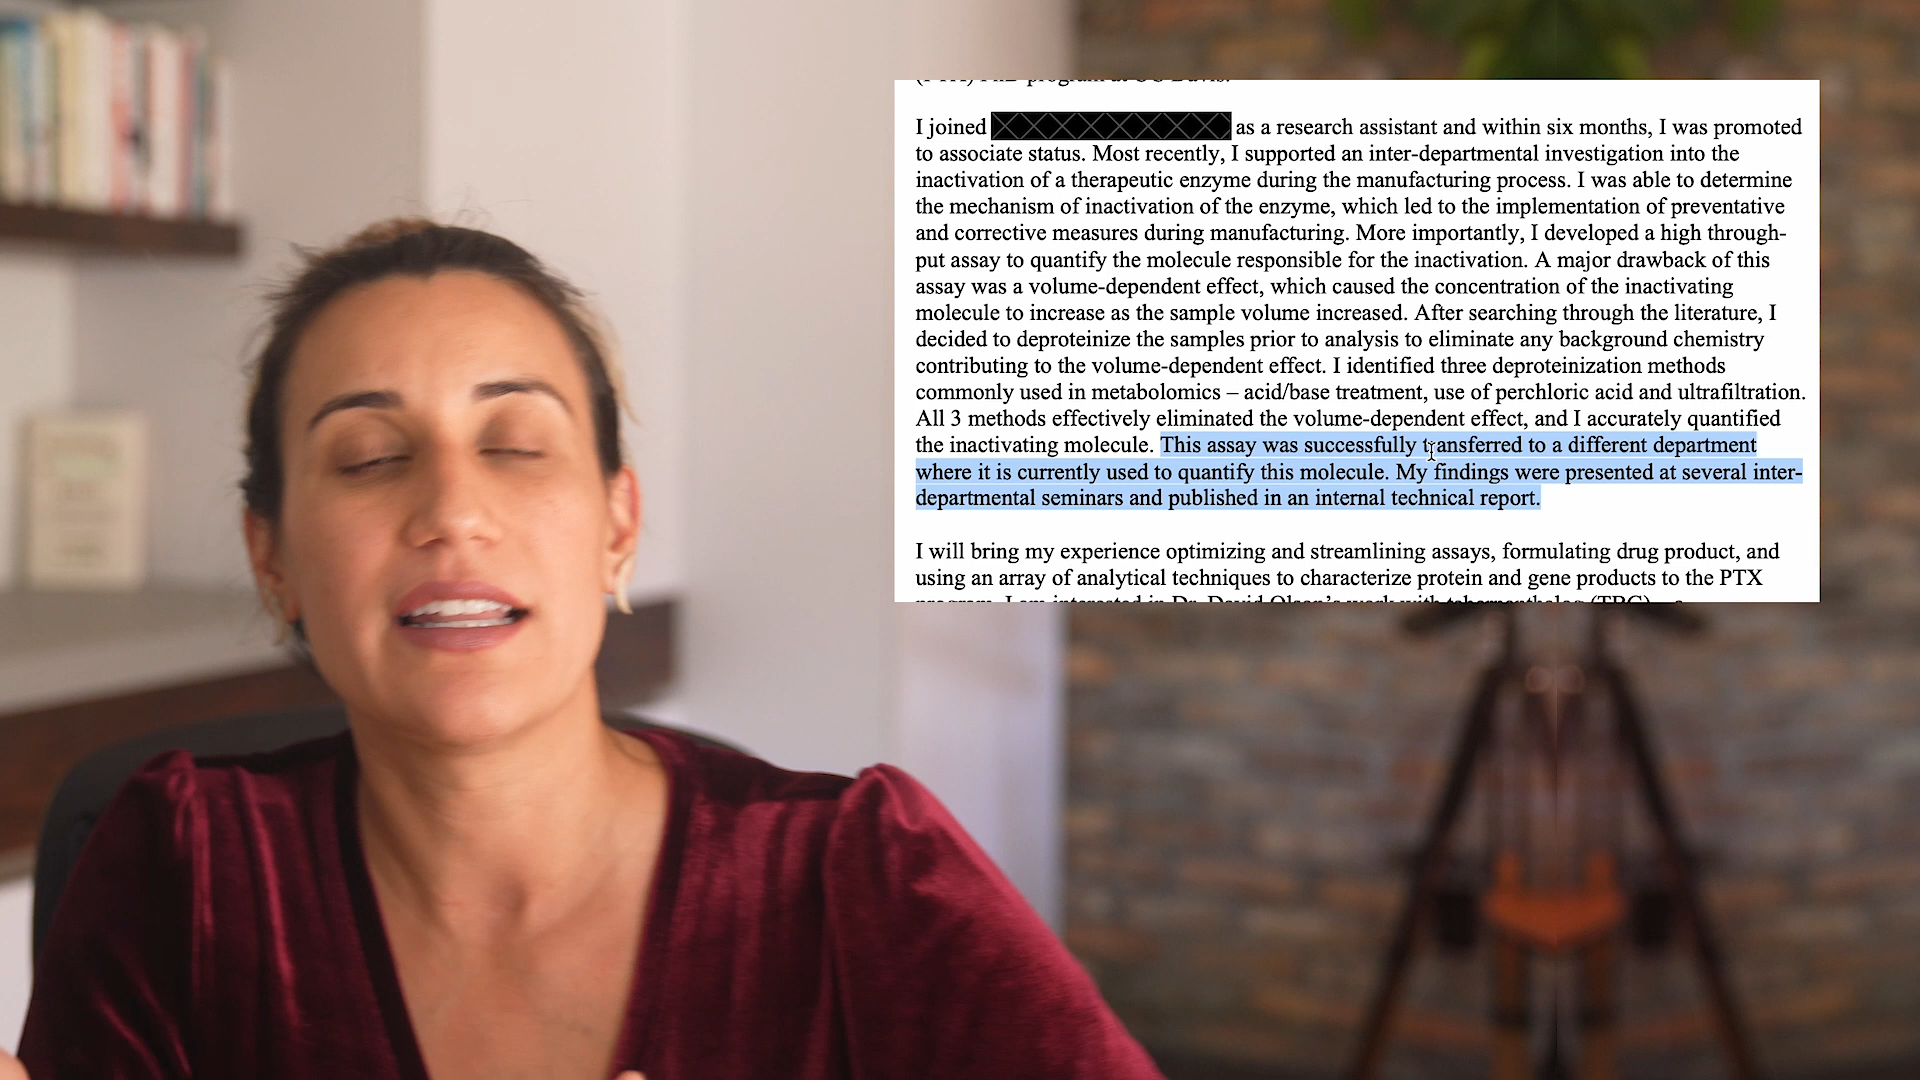 I joined as a research assistant and within six months, I was promoted
to associate status. Most recently, I supported an inter-departmental investigation into the
inactivation of a therapeutic enzyme during the manufacturing process. I was able to determine
the mechanism of inactivation of the enzyme, which led to the implementation of preventative
and corrective measures during manufacturing. More importantly, I developed a high through-
put assay to quantify the molecule responsible for the inactivation. A major drawback of this
assay was a volume-dependent effect, which caused the concentration of the inactivating
molecule to increase as the sample volume increased. After searching through the literature, I
decided to deproteinize the samples prior to analysis to eliminate any background chemistry
contributing to the volume-dependent effect. I identified three deproteinization methods
commonly used in metabolomics – acid/base treatment, use of perchloric acid and ultrafiltration.
All 3 methods effectively eliminated the volume-dependent effect, and I accurately quantified
the inactivating molecule. This assay was successfully transferred to a different department
where it is currently used to quantify this molecule. My findings were presented at several inter-
departmental seminars and published in an internal technical report.
I will bring my experience optimizing and streamlining assays, formulating drug product, and
using an array of analytical techniques to characterize protein and gene products to the PTX
program. I am interested in Dr. David Olson's work with